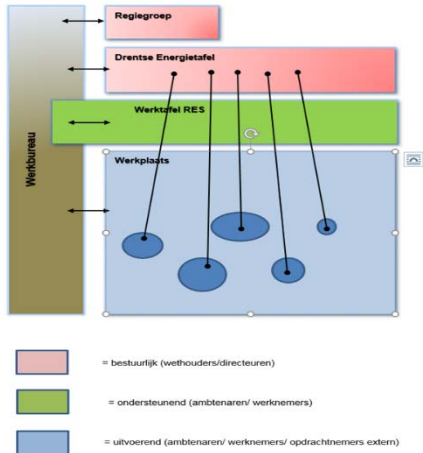 Regiegroep
Drentse Energietafel
Werktafel RES
Werkplaats
Werkbureau
= bestuurlijk (wethouders/directeuren)
= ondersteunend (ambtenaren/ werknemers)
= uitvoerend (ambtenaren/ werknemers/ opdrachtnemers extern)